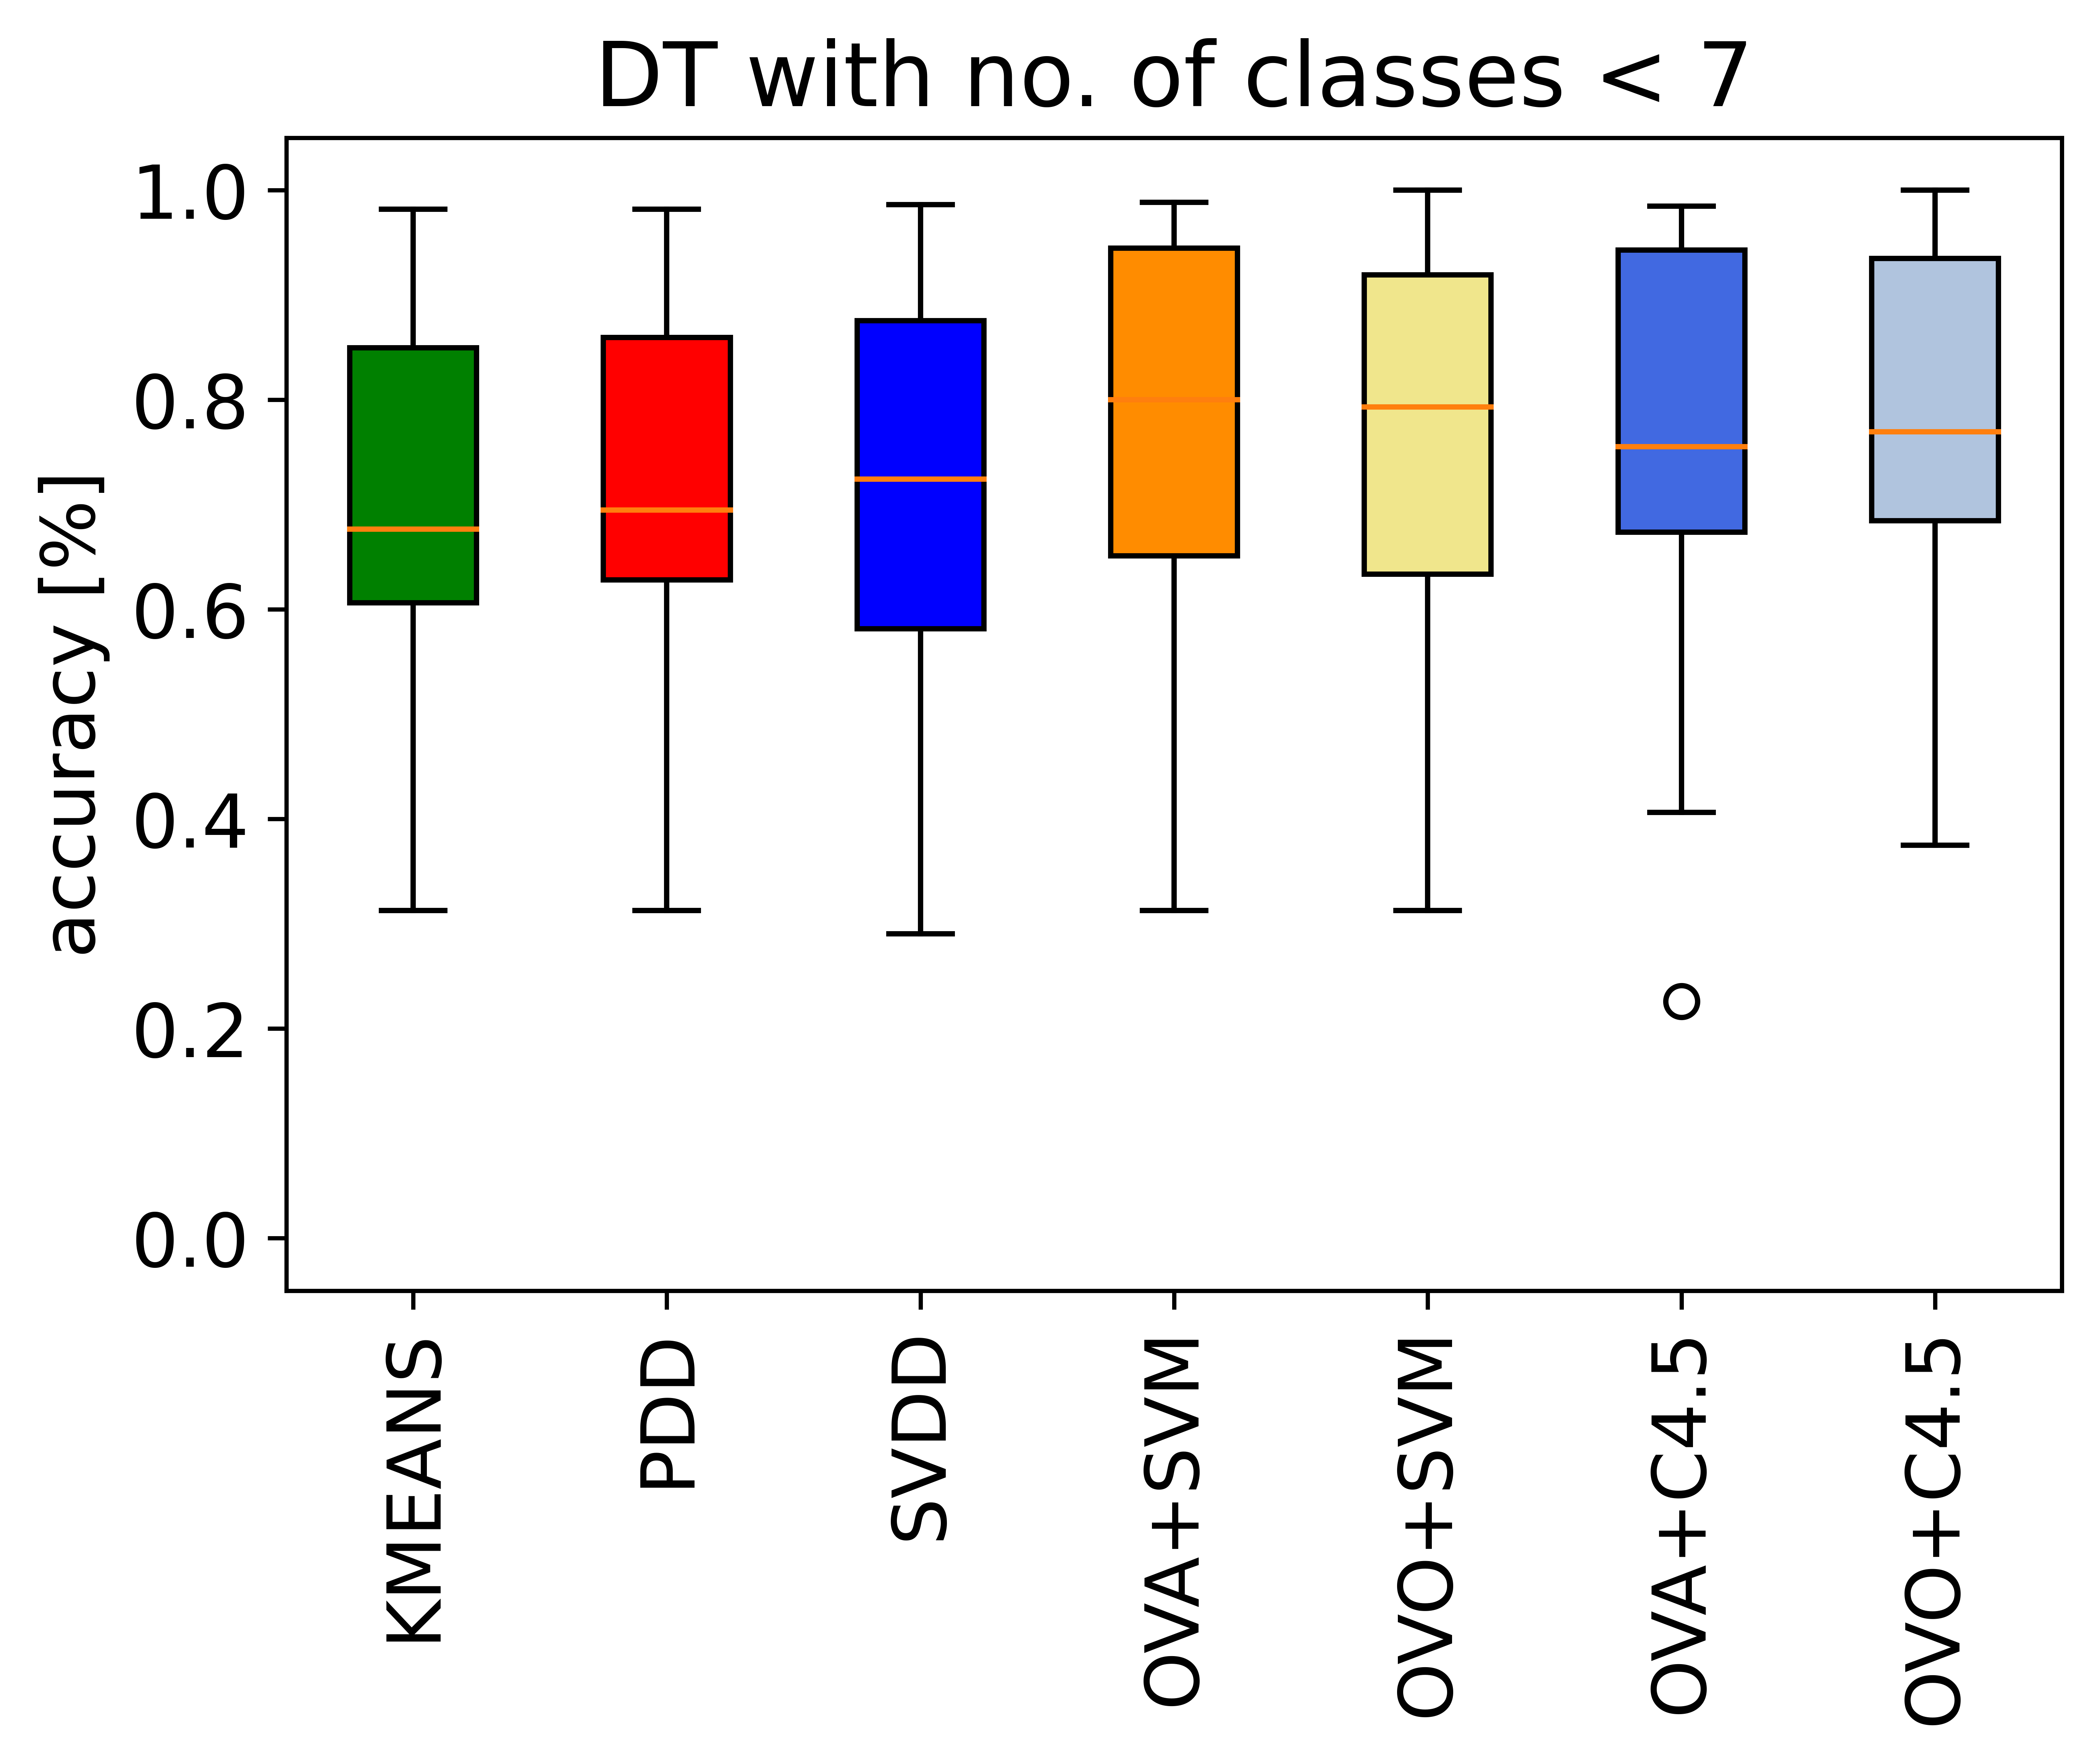 DT with no. of classes < 7
accuracy [%]
1.0
0.8
0.6
0.4
0.2
0.0
KMEANS
PDD
SVDD
OVA+SVM
OVO+SVM
OVA+C4.5
OVO+C4.5